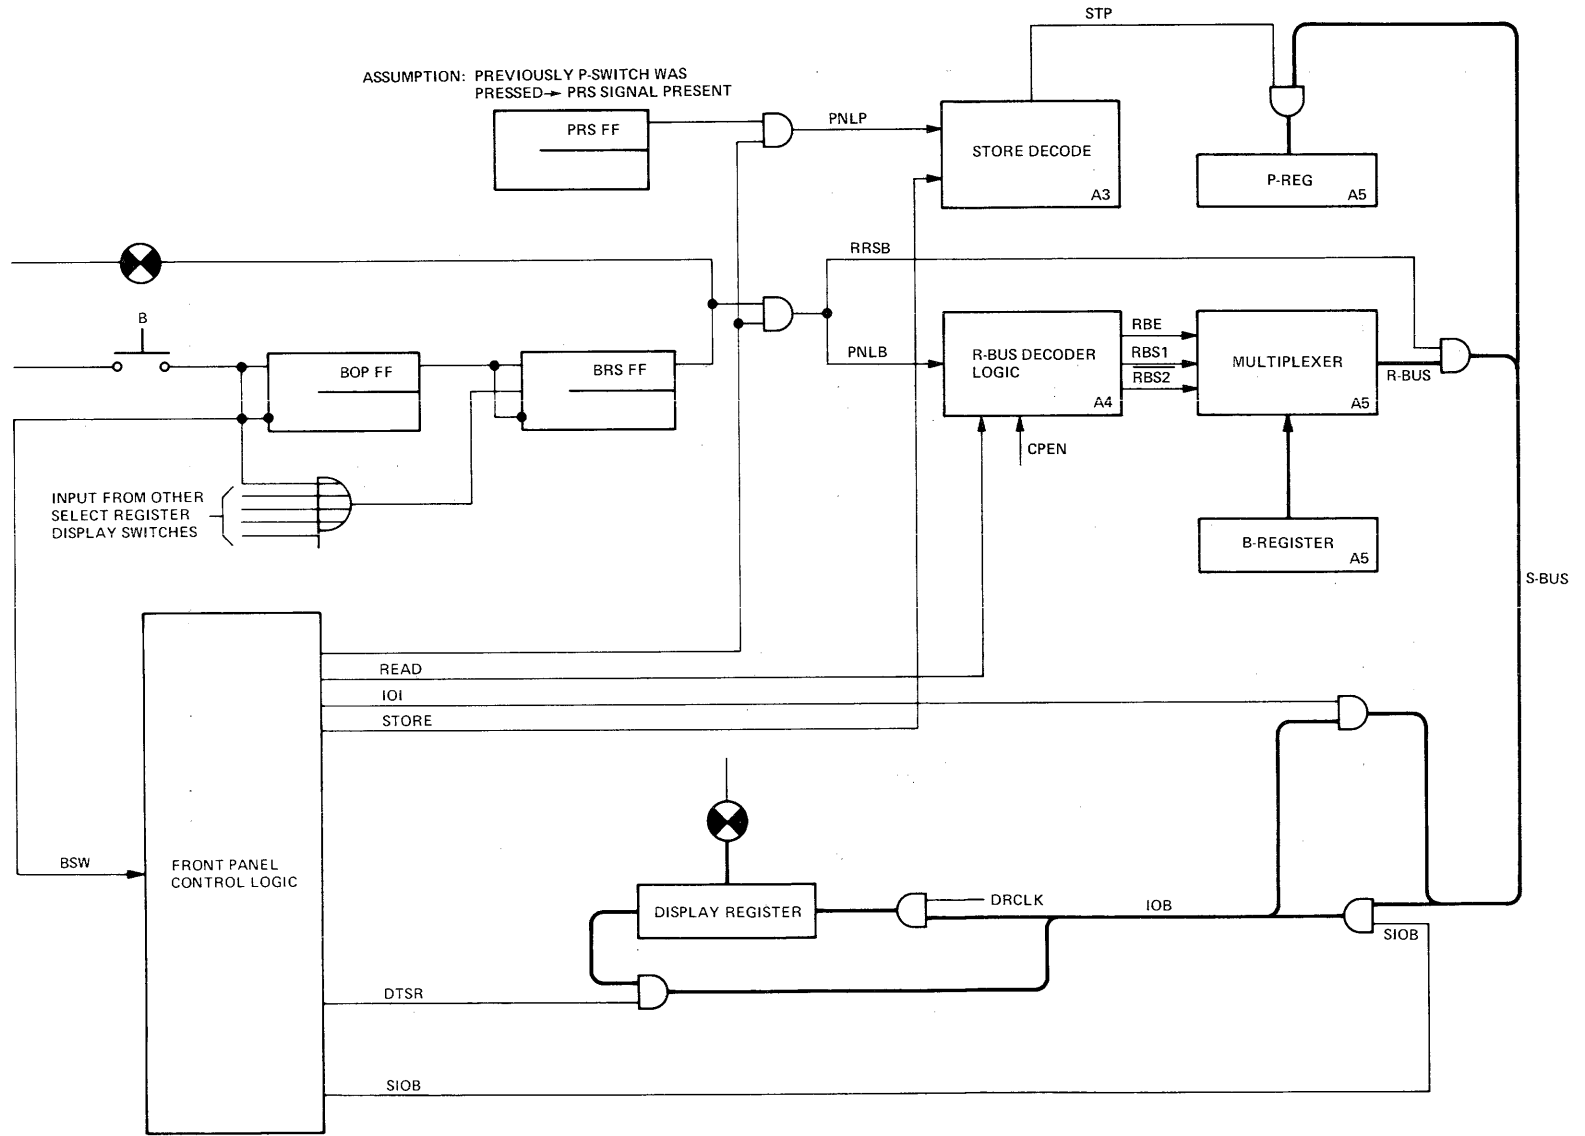 STP
ASSUMPTION: PREVIOUSLY P-SWITCH WAS
PRESSED→ PRS SIGNAL PRESENT
PRS FF
PNLP
STORE DECODE
A3
P-REG
A5
RRSB
B
BOP FF
BRS FF
PNLB
R-BUS DECODER
LOGIC
A4
CPEN
RBE
RBS1
RBS2
MULTIPLEXER
A5
R-BUS
INPUT FROM OTHER
SELECT REGISTER
DISPLAY SWITCHES
B-REGISTER
A5
S-BUS
READ
IOI
STORE
BSW
FRONT PANEL
CONTROL LOGIC
DISPLAY REGISTER
DRCLK
IOB
SIOB
DTSR
SIOB